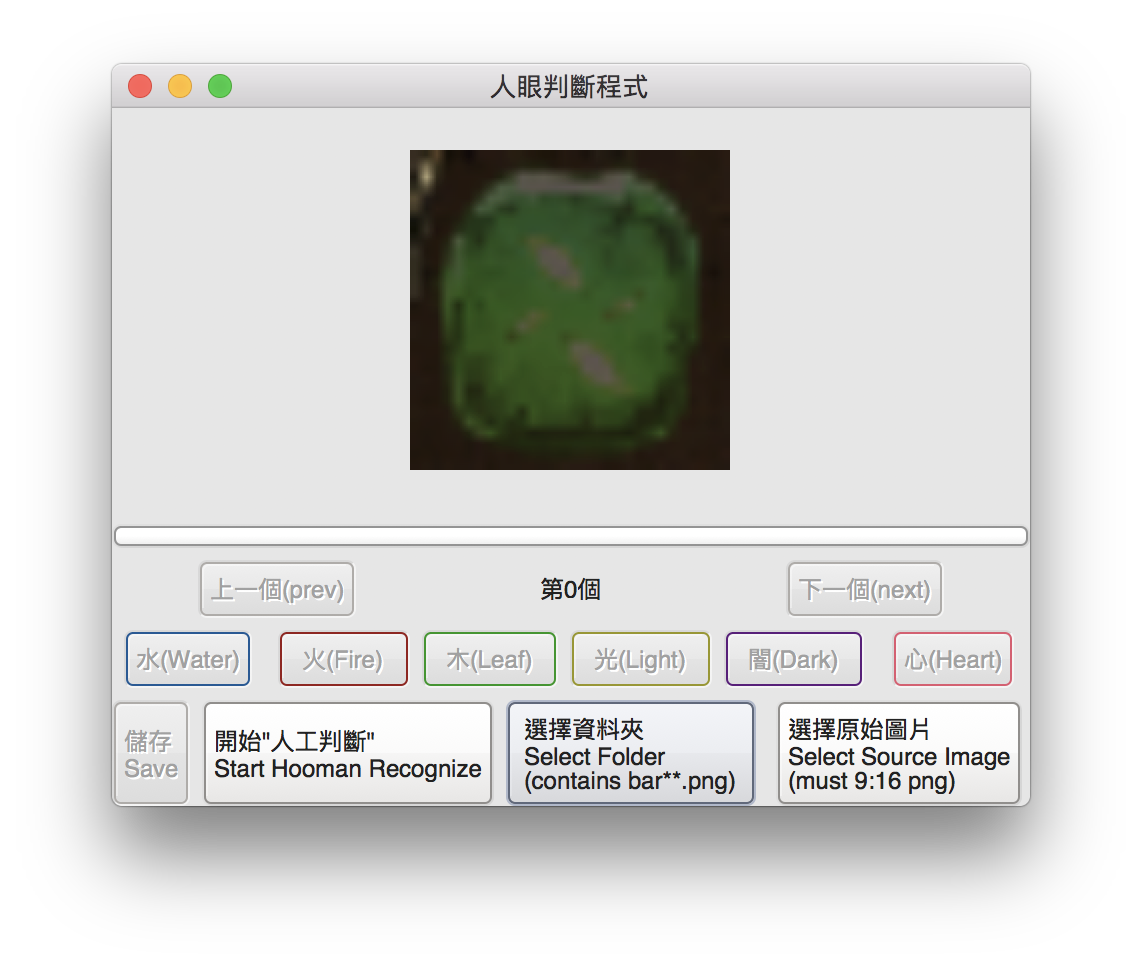 人眼判斷程式
上一個(prev)
第0個
下一個(next)
水(Water)
火(Fire)
木(Leaf)
光(Light)
闇(Dark)
心(Heart)
儲存
Save
開始"人工判斷"
Start Hooman Recognize
選擇資料夾
Select Folder
(contains bar**.png)
選擇原始圖片
Select Source Image
(must 9:16 png)